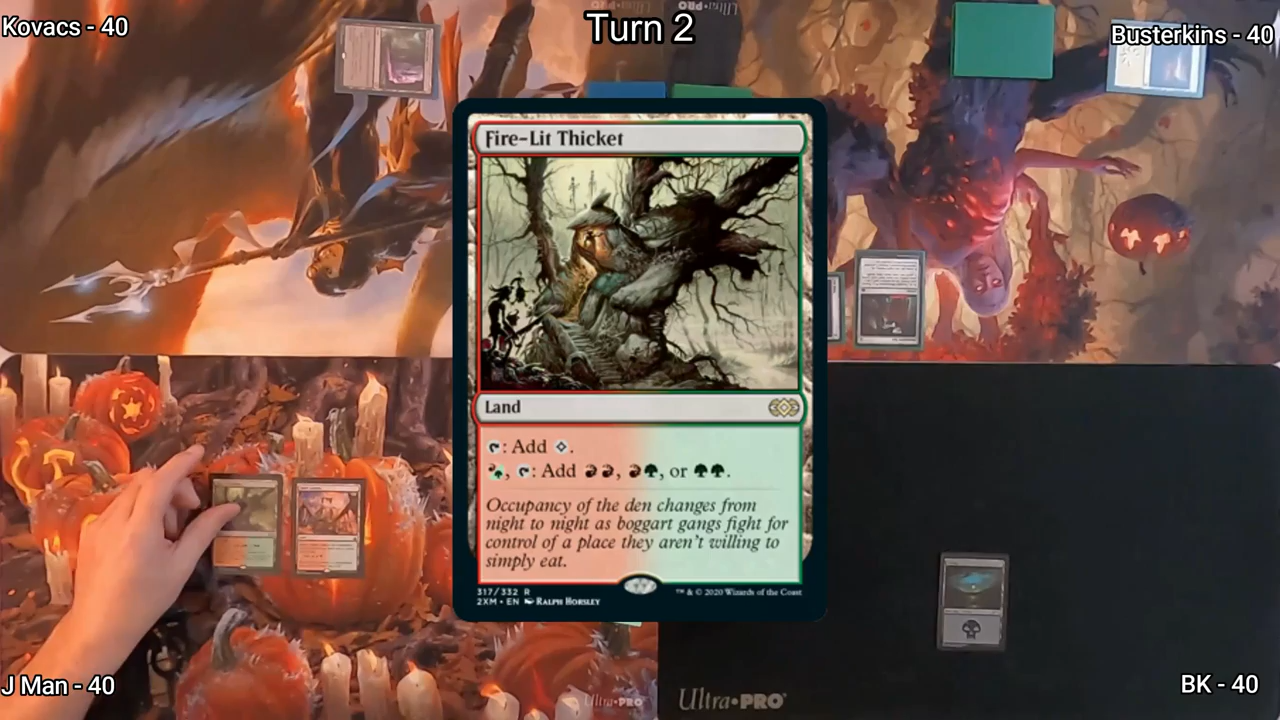 Kovacs - 40
Turn 2
Busterkins - 40
Fire-Lit Thicket
Land
: Add .
, : Add , , or .
Occupancy of the den changes from
night to night as boggart gangs fight for
control of a place they aren't willing to
simply eat.
317/332 R
2XM • EN Ralph Horsley
™ & © 2020 Wizards of the Coast
J Man - 40
Ultra•PRO
Ultra•PRO
BK - 40